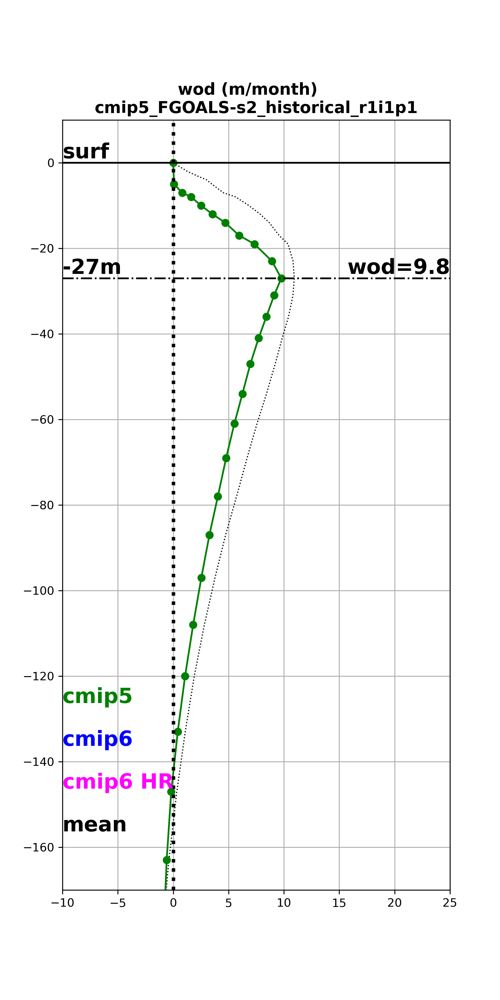 wod (m/month)
cmip5_FGOALS-s2_historical_r1i1p1
surf
0
−20
-27m wod=9.8
−40
−60
−80
−100
−120
cmip5
cmip6
−140
cmip6 HR
mean
−160
−10 −5 0 5 10 15 20 25